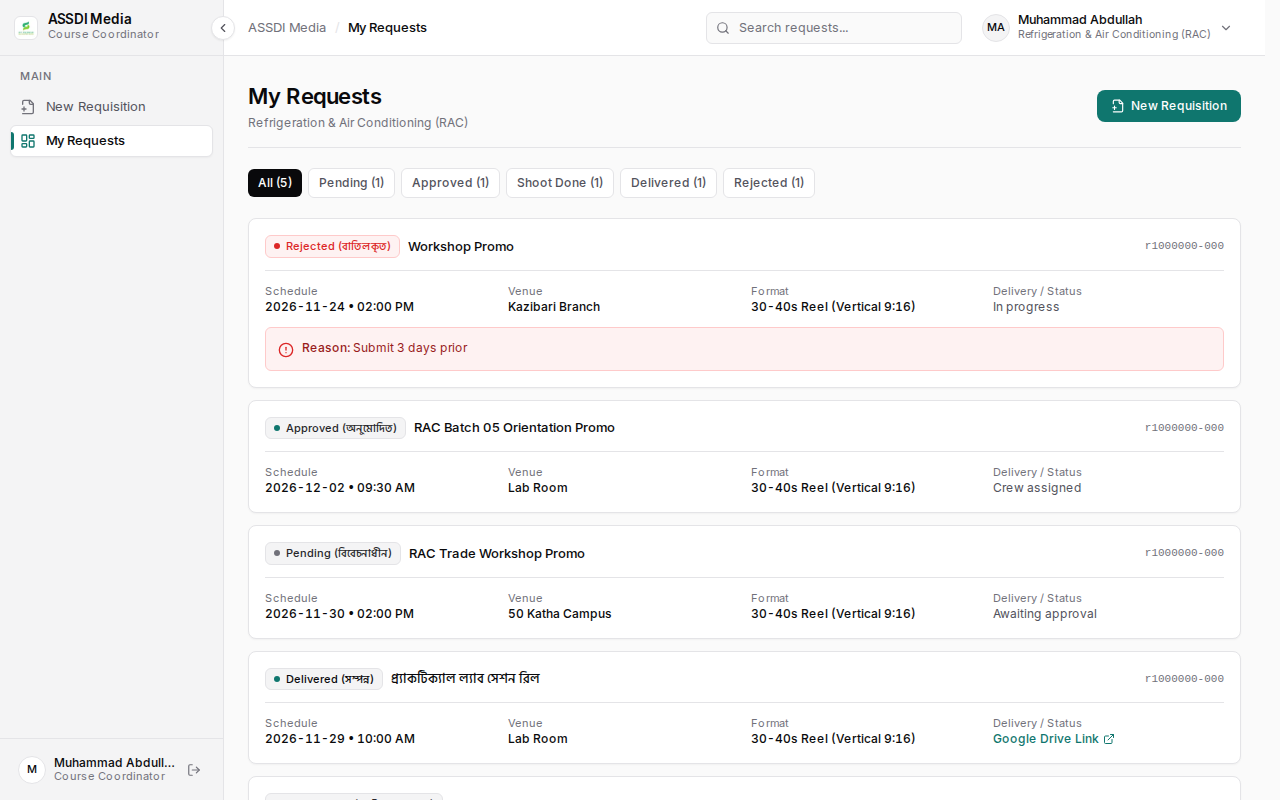 ASSDI Media
Course Coordinator
MAIN
New Requisition
My Requests
Muhammad Abdull...
Course Coordinator
M
ASSDI Media / My Requests
Search requests...
MA
Muhammad Abdullah
Refrigeration & Air Conditioning (RAC)
My Requests
Refrigeration & Air Conditioning (RAC)
New Requisition
All (5) Pending (1) Approved (1) Shoot Done (1) Delivered (1) Rejected (1)
Rejected (বাতিলকৃত) Workshop Promo r1000000-000
Schedule Venue Format Delivery / Status
2026-11-24 • 02:00 PM Kazibari Branch 30-40s Reel (Vertical 9:16) In progress
Reason: Submit 3 days prior
Approved (অনুমোদিত) RAC Batch 05 Orientation Promo r1000000-000
Schedule Venue Format Delivery / Status
2026-12-02 • 09:30 AM Lab Room 30-40s Reel (Vertical 9:16) Crew assigned
Pending (বিবেচনাধীন) RAC Trade Workshop Promo r1000000-000
Schedule Venue Format Delivery / Status
2026-11-30 • 02:00 PM 50 Katha Campus 30-40s Reel (Vertical 9:16) Awaiting approval
Delivered (সম্পন্ন) প্র্যাকটিক্যাল ল্যাব সেশন রিল r1000000-000
Schedule Venue Format Delivery / Status
2026-11-29 • 10:00 AM Lab Room 30-40s Reel (Vertical 9:16) Google Drive Link